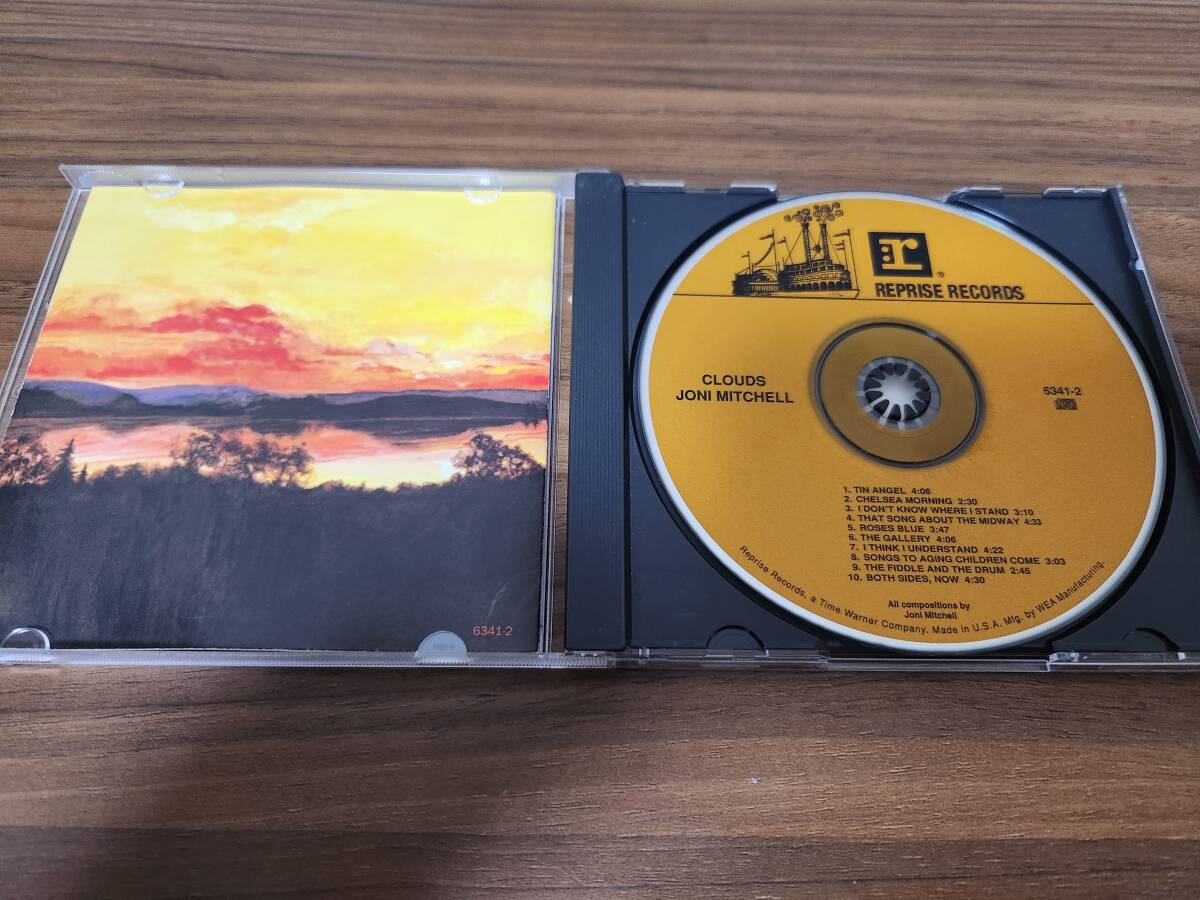 6341-2
r
®
REPRISE RECORDS
CLOUDS
JONI MITCHELL
6341-2
1. TIN ANGEL 4:06
2. CHELSEA MORNING 2:30
3. I DON'T KNOW WHERE I STAND 3:10
4. THAT SONG ABOUT THE MIDWAY 4:33
5. ROSES BLUE 3:47
6. THE GALLERY 4:06
7. I THINK I UNDERSTAND 4:22
8. SONGS TO AGING CHILDREN COME 3:03
9. THE FIDDLE AND THE DRUM 2:45
10. BOTH SIDES, NOW 4:30
All compositions by
Joni Mitchell
Reprise Records, a Time Warner Company. Made in U.S.A. Mfg. by WEA Manufacturing.